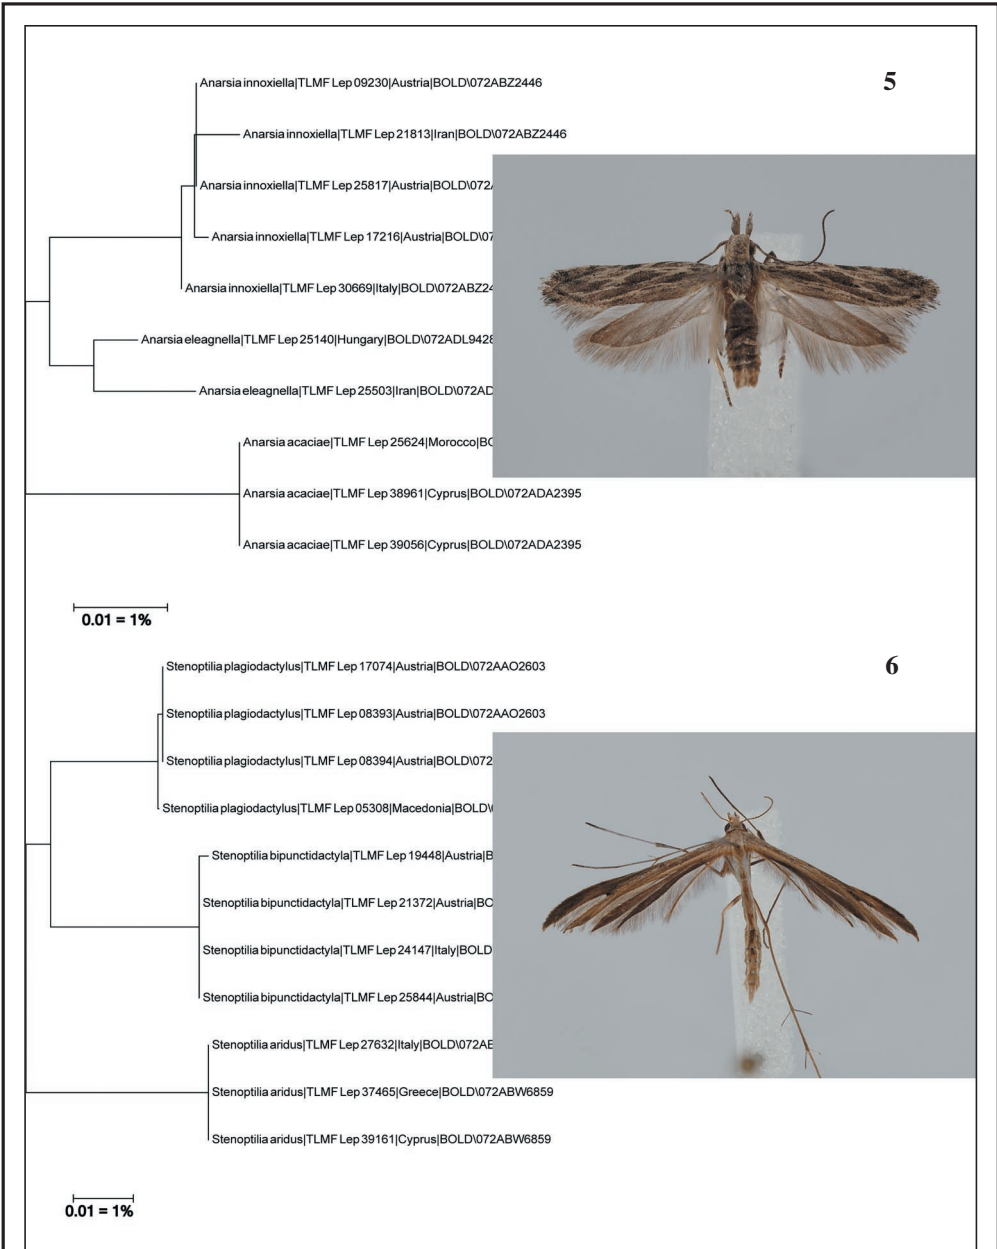 Anarsia innoxiella|TLMF Lep 09230|Austria|BOLD\072ABZ2446
5
Anarsia innoxiella|TLMF Lep 21813|Iran|BOLD\072ABZ2446
Anarsia innoxiella|TLMF Lep 25817|Austria|BOLD\072
Anarsia innoxiella|TLMF Lep 17216|Austria|BOLD\07
Anarsia innoxiella|TLMF Lep 30669|Italy|BOLD\072ABZ24
Anarsia eleagnella|TLMF Lep 25140|Hungary|BOLD\072ADL9428
Anarsia eleagnella|TLMF Lep 25503|Iran|BOLD\072AD
Anarsia acaciae|TLMF Lep 25624|Morocco|BO
Anarsia acaciae|TLMF Lep 38961|Cyprus|BOLD\072ADA2395
Anarsia acaciae|TLMF Lep 39056|Cyprus|BOLD\072ADA2395
0.01 = 1%
Stenoptilia plagiodactylus|TLMF Lep 17074|Austria|BOLD\072AAO2603
6
Stenoptilia plagiodactylus|TLMF Lep 08393|Austria|BOLD\072AAO2603
Stenoptilia plagiodactylus|TLMF Lep 08394|Austria|BOLD\072
Stenoptilia plagiodactylus|TLMF Lep 05308|Macedonia|BOLD\
Stenoptilia bipunctidactyla|TLMF Lep 19448|Austria|B
Stenoptilia bipunctidactyla|TLMF Lep 21372|Austria|BO
Stenoptilia bipunctidactyla|TLMF Lep 24147|Italy|BOLD
Stenoptilia bipunctidactyla|TLMF Lep 25844|Austria|BO
Stenoptilia aridus|TLMF Lep 27632|Italy|BOLD\072AB
Stenoptilia aridus|TLMF Lep 37465|Greece|BOLD\072ABW6859
Stenoptilia aridus|TLMF Lep 39161|Cyprus|BOLD\072ABW6859
0.01 = 1%